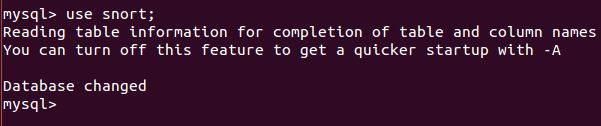 mysql> use snort;
Reading table information for completion of table and column names
You can turn off this feature to get a quicker startup with -A

Database changed
mysql>